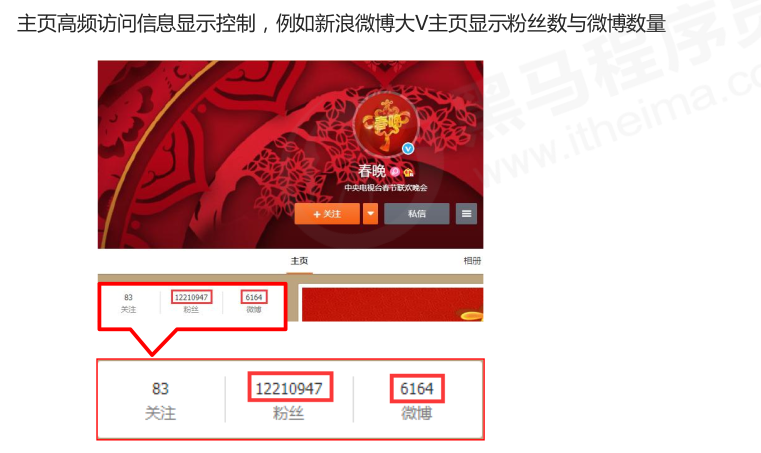 主页高频访问信息显示控制，例如新浪微博大V主页显示粉丝数与微博数量
黑马程序员
www.itheima.co
春晚
春晚
中央电视台春节联欢晚会
+关注
私信
主页
相册
83
12210947
6164
关注
粉丝
微博
83
12210947
6164
关注
粉丝
微博